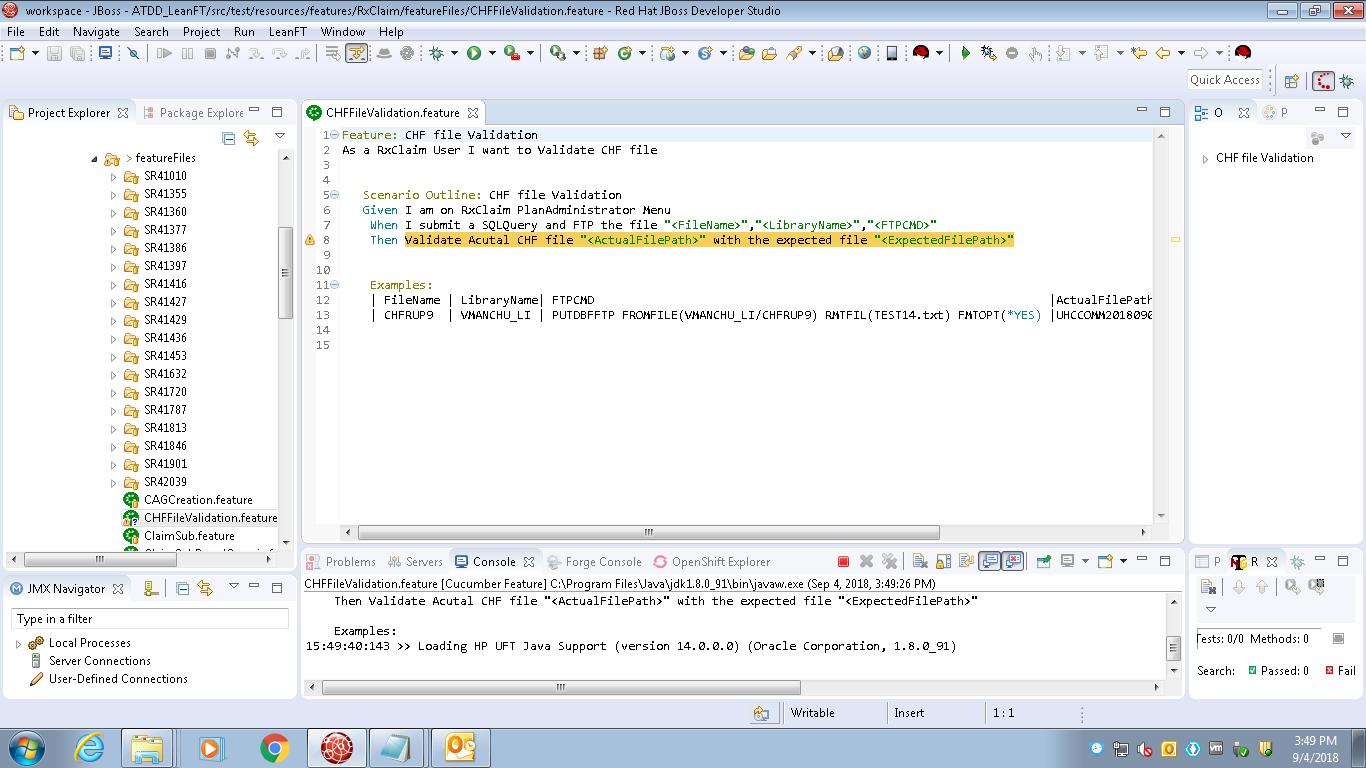 workspace - JBoss - ATDD_LeanFT/src/test/resources/features/RxClaim/featureFiles/CHFFileValidation.feature - Red Hat JBoss Developer Studio
File Edit Navigate Search Project Run LeanFT Window Help
Quick Access
Project Explorer
Package Explore
> featureFiles
SR41010
SR41355
SR41360
SR41377
SR41386
SR41397
SR41416
SR41427
SR41429
SR41436
SR41453
SR41632
SR41720
SR41787
SR41813
SR41846
SR41901
SR42039
CAGCreation.feature
CHFFileValidation.feature
ClaimSub.feature
CHFFileValidation.feature
1 Feature: CHF file Validation
2 As a RxClaim User I want to Validate CHF file
3
4
5 Scenario Outline: CHF file Validation
6 Given I am on RxClaim PlanAdministrator Menu
7 When I submit a SQLQuery and FTP the file "<FileName>","<LibraryName>","<FTPCMD>"
8 Then Validate Acutal CHF file "<ActualFilePath>" with the expected file "<ExpectedFilePath>"
9
10
11 Examples:
12 | FileName | LibraryName| FTPCMD |ActualFilePath
13 | CHFRUP9 | VMANCHU_LI | PUTDBFFTP FROMFILE(VMANCHU_LI/CHFRUP9) RMTFIL(TEST14.txt) FMTOPT(*YES) |UHCCOMM2018090
14
15
O P
CHF file Validation
JMX Navigator
Type in a filter
Local Processes
Server Connections
User-Defined Connections
Problems Servers Console Forge Console OpenShift Explorer
CHFFileValidation.feature [Cucumber Feature] C:\Program Files\Java\jdk1.8.0_91\bin\javaw.exe (Sep 4, 2018, 3:49:26 PM)
Then Validate Acutal CHF file "<ActualFilePath>" with the expected file "<ExpectedFilePath>"
Examples:
15:49:40:143 >> Loading HP UFT Java Support (version 14.0.0.0) (Oracle Corporation, 1.8.0_91)
P R
Tests: 0/0 Methods: 0
Search: Passed: 0 Fail
Writable Insert 1 : 1
3:49 PM
9/4/2018